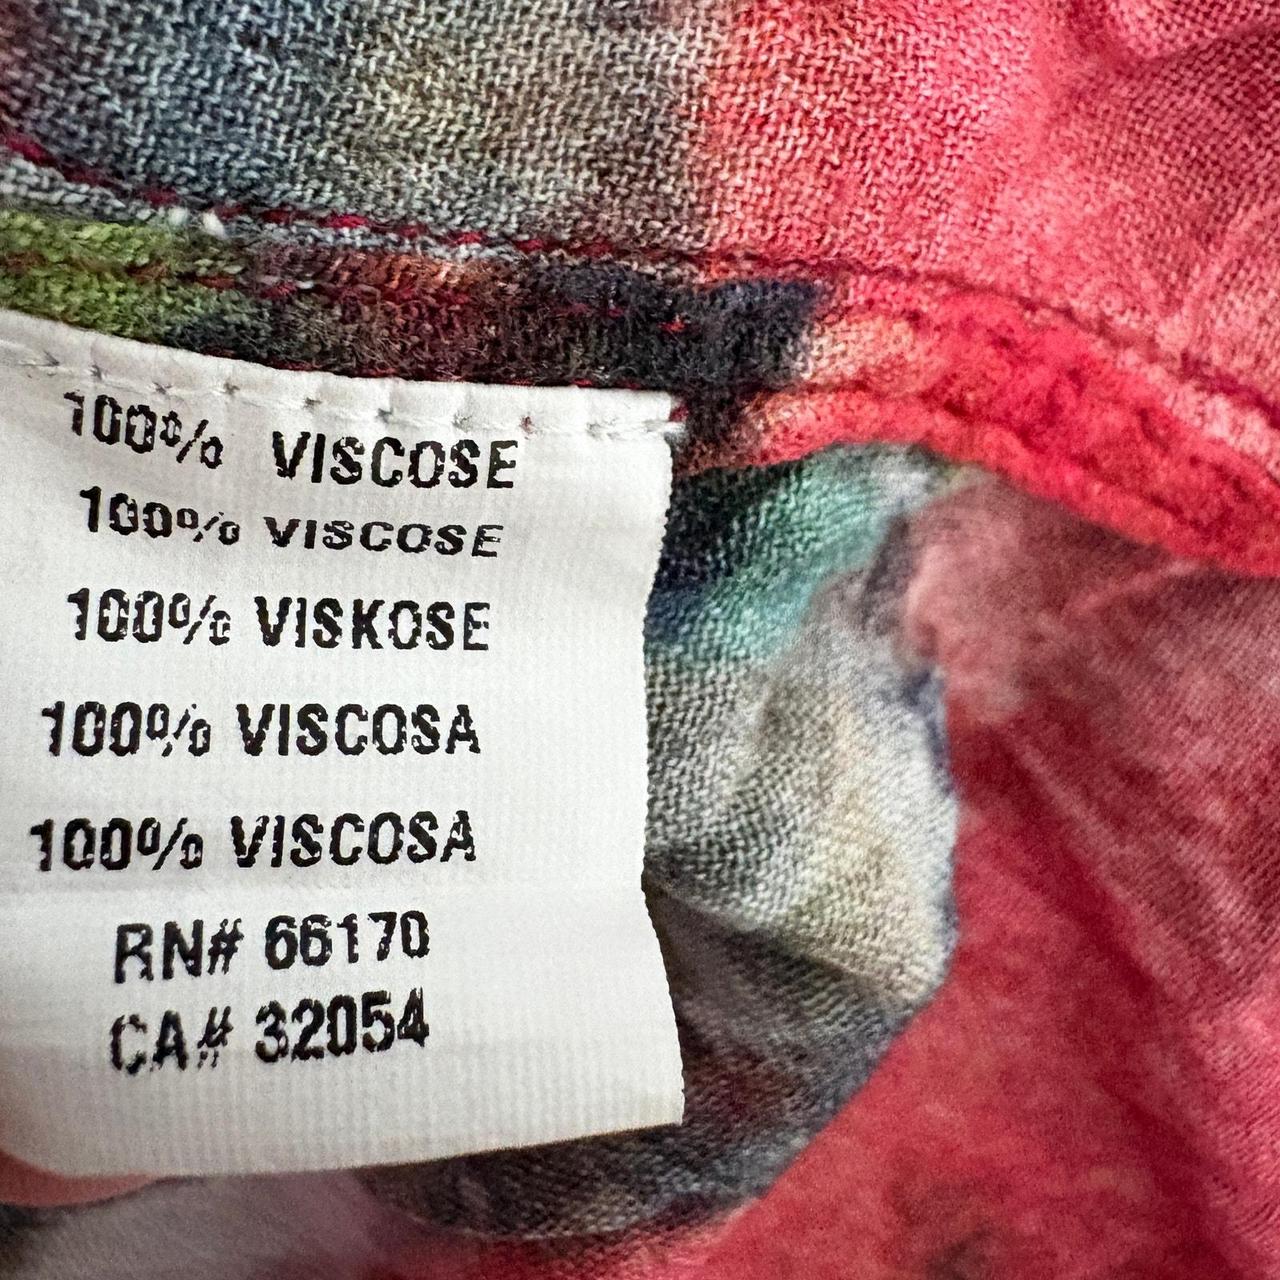 100% VISCOSE
100% VISCOSE
100% VISKOSE
100% VISCOSA
100% VISCOSA
RN# 66170
CA# 32054